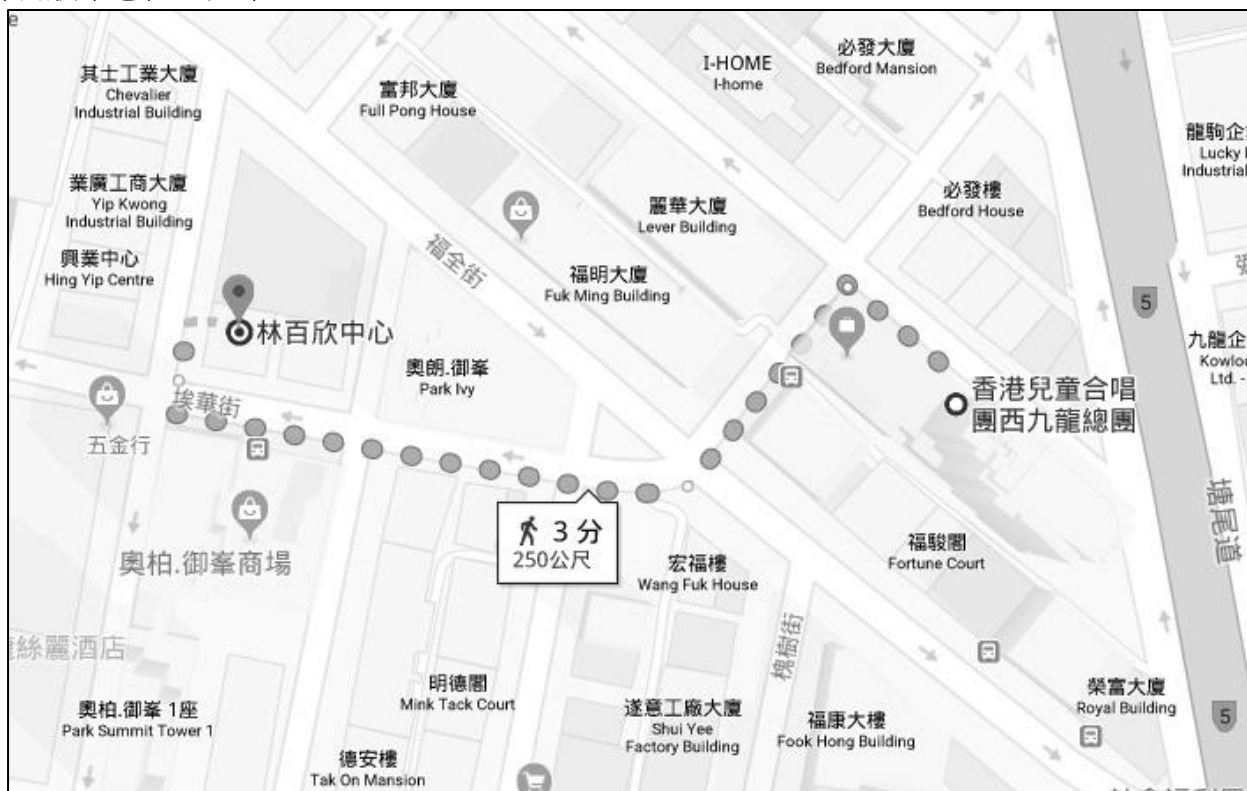 其士工業大廈
Chevalier
Industrial Building
富邦大廈
Full Pong House
I-HOME
I-home
必發大廈
Bedford Mansion
龍駒企
Lucky
Industrial
業廣工商大廈
Yip Kwong
Industrial Building
麗華大廈
Lever Building
必發樓
Bedford House
興業中心
Hing Yip Centre
福全街
福明大廈
Fuk Ming Building
5
林百欣中心
奧朗.御峯
Park Ivy
九龍企
Kowloo
Ltd. -
香港兒童合唱
團西九龍總團
埃華街
五金行
3 分
250公尺
奧柏.御峯商場
宏福樓
Wang Fuk House
福駿閣
Fortune Court
塘尾道
絲麗酒店
槐樹街
明德閣
Mink Tack Court
榮富大廈
Royal Building
奧柏.御峯 1座
Park Summit Tower 1
遂意工廠大廈
Shui Yee
Factory Building
福康大樓
Fook Hong Building
5
德安樓
Tak On Mansion